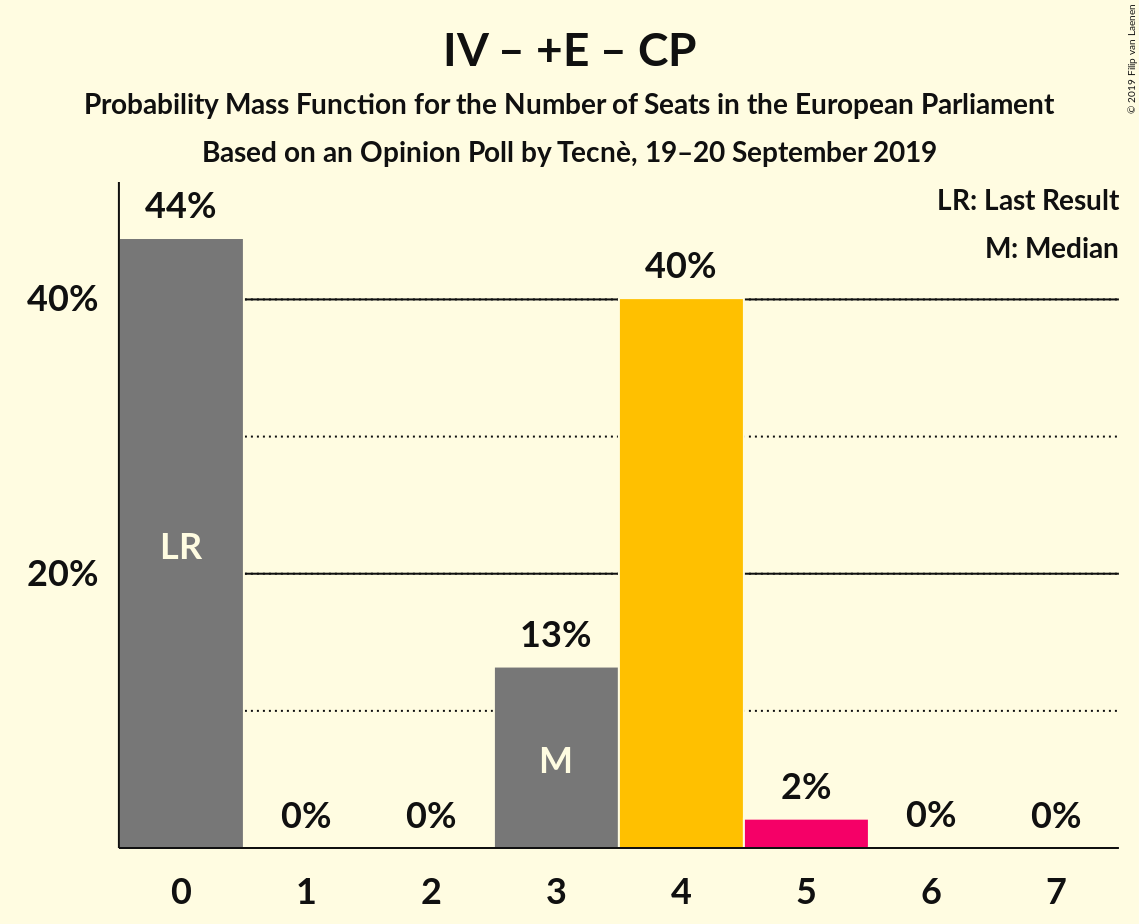 IV – +E – CP
Probability Mass Function for the Number of Seats in the European Parliament
Based on an Opinion Poll by Tecnè, 19–20 September 2019
© 2019 Filip van Laenen
LR: Last Result
M: Median
44%
40%
40%
LR
20%
13%
M
2%
0%
0%
0%
0%
0 1 2 3 4 5 6 7